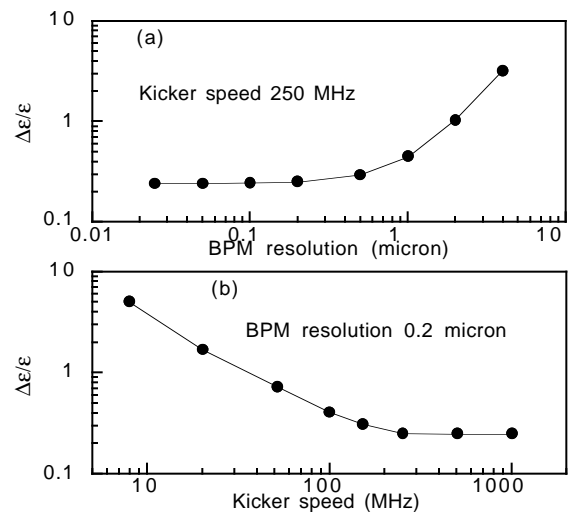 10
(a)
Kicker speed 250 MHz
Δε/ε
1
0.1
0.01
0.1
1
10
BPM resolution (micron)
10
(b)
BPM resolution 0.2 micron
Δε/ε
1
0.1
10
100
1000
Kicker speed (MHz)